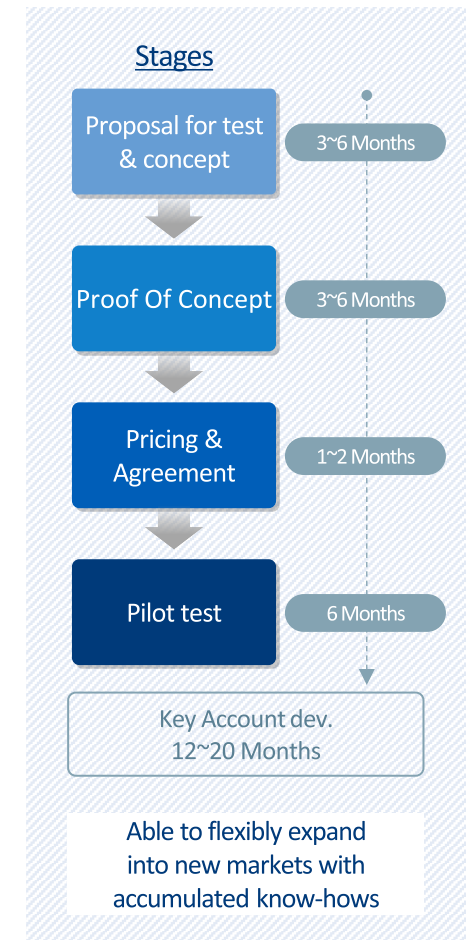 Stages
Proposal for test
& concept
3~6 Months
Proof Of Concept
3~6 Months
Pricing &
Agreement
1~2 Months
Pilot test
6 Months
Key Account dev.
12~20 Months
Able to flexibly expand
into new markets with
accumulated know-hows